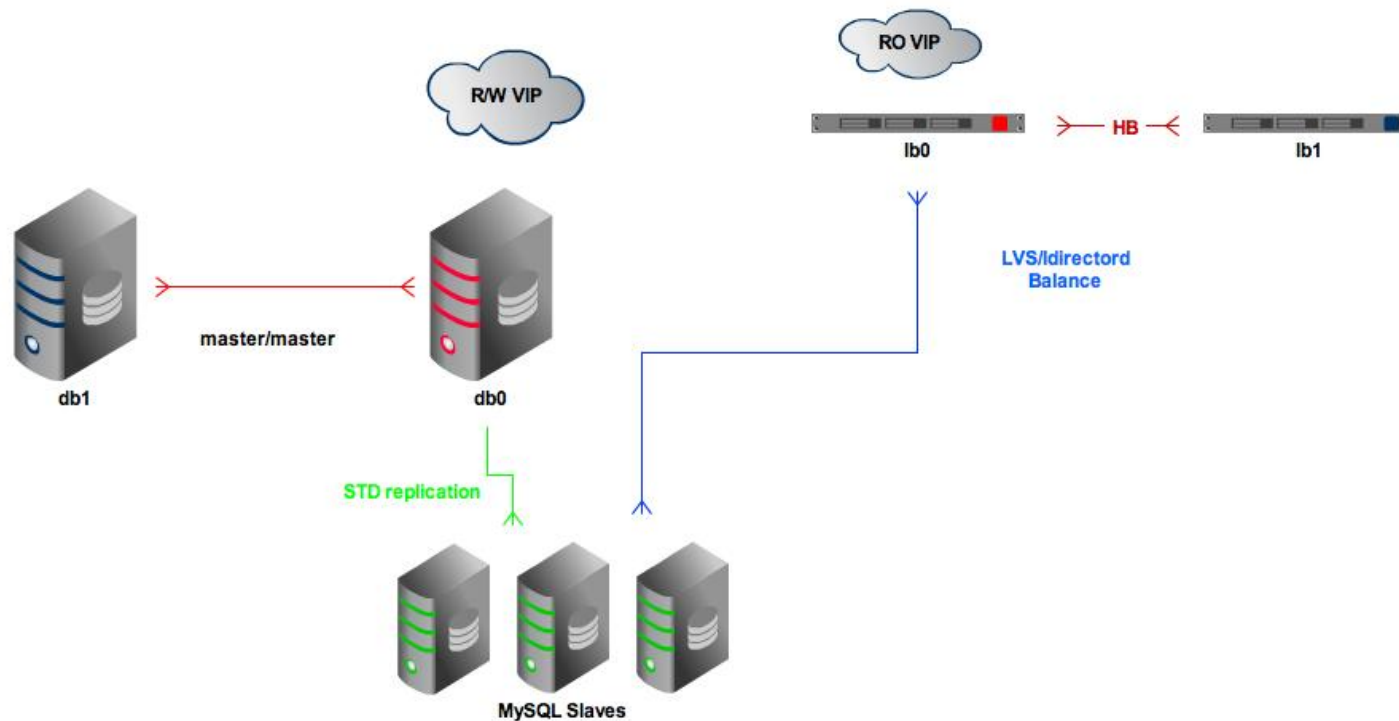 RO VIP
R/W VIP
HB
lb0
lb1
LVS/ldirectord
Balance
master/master
db1
db0
STD replication
MySQL Slaves